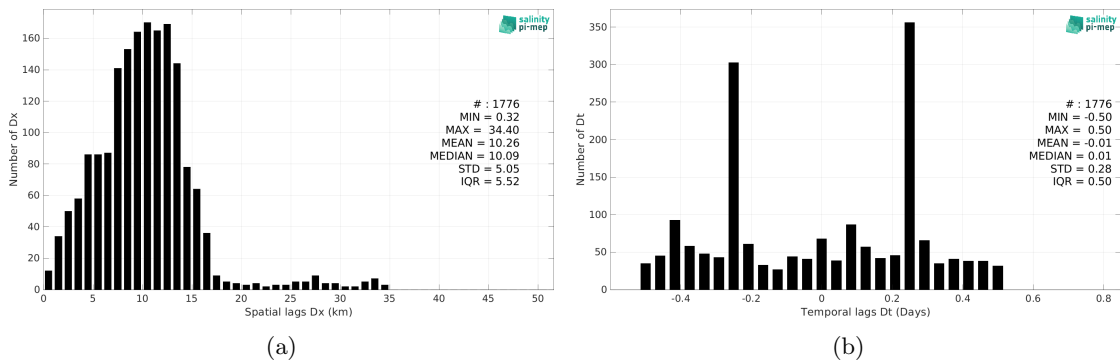 salinity
pi-mep
160
140
120
100
80
60
40
20
0
Number of Dx
# : 1776
MIN = 0.32
MAX = 34.40
MEAN = 10.26
MEDIAN = 10.09
STD = 5.05
IQR = 5.52
0 5 10 15 20 25 30 35 40 45 50
Spatial lags Dx (km)
(a)
salinity
pi-mep
350
300
250
200
150
100
50
0
Number of Dt
# : 1776
MIN = -0.50
MAX = 0.50
MEAN = -0.01
MEDIAN = 0.01
STD = 0.28
IQR = 0.50
-0.4 -0.2 0 0.2 0.4 0.6 0.8
Temporal lags Dt (Days)
(b)